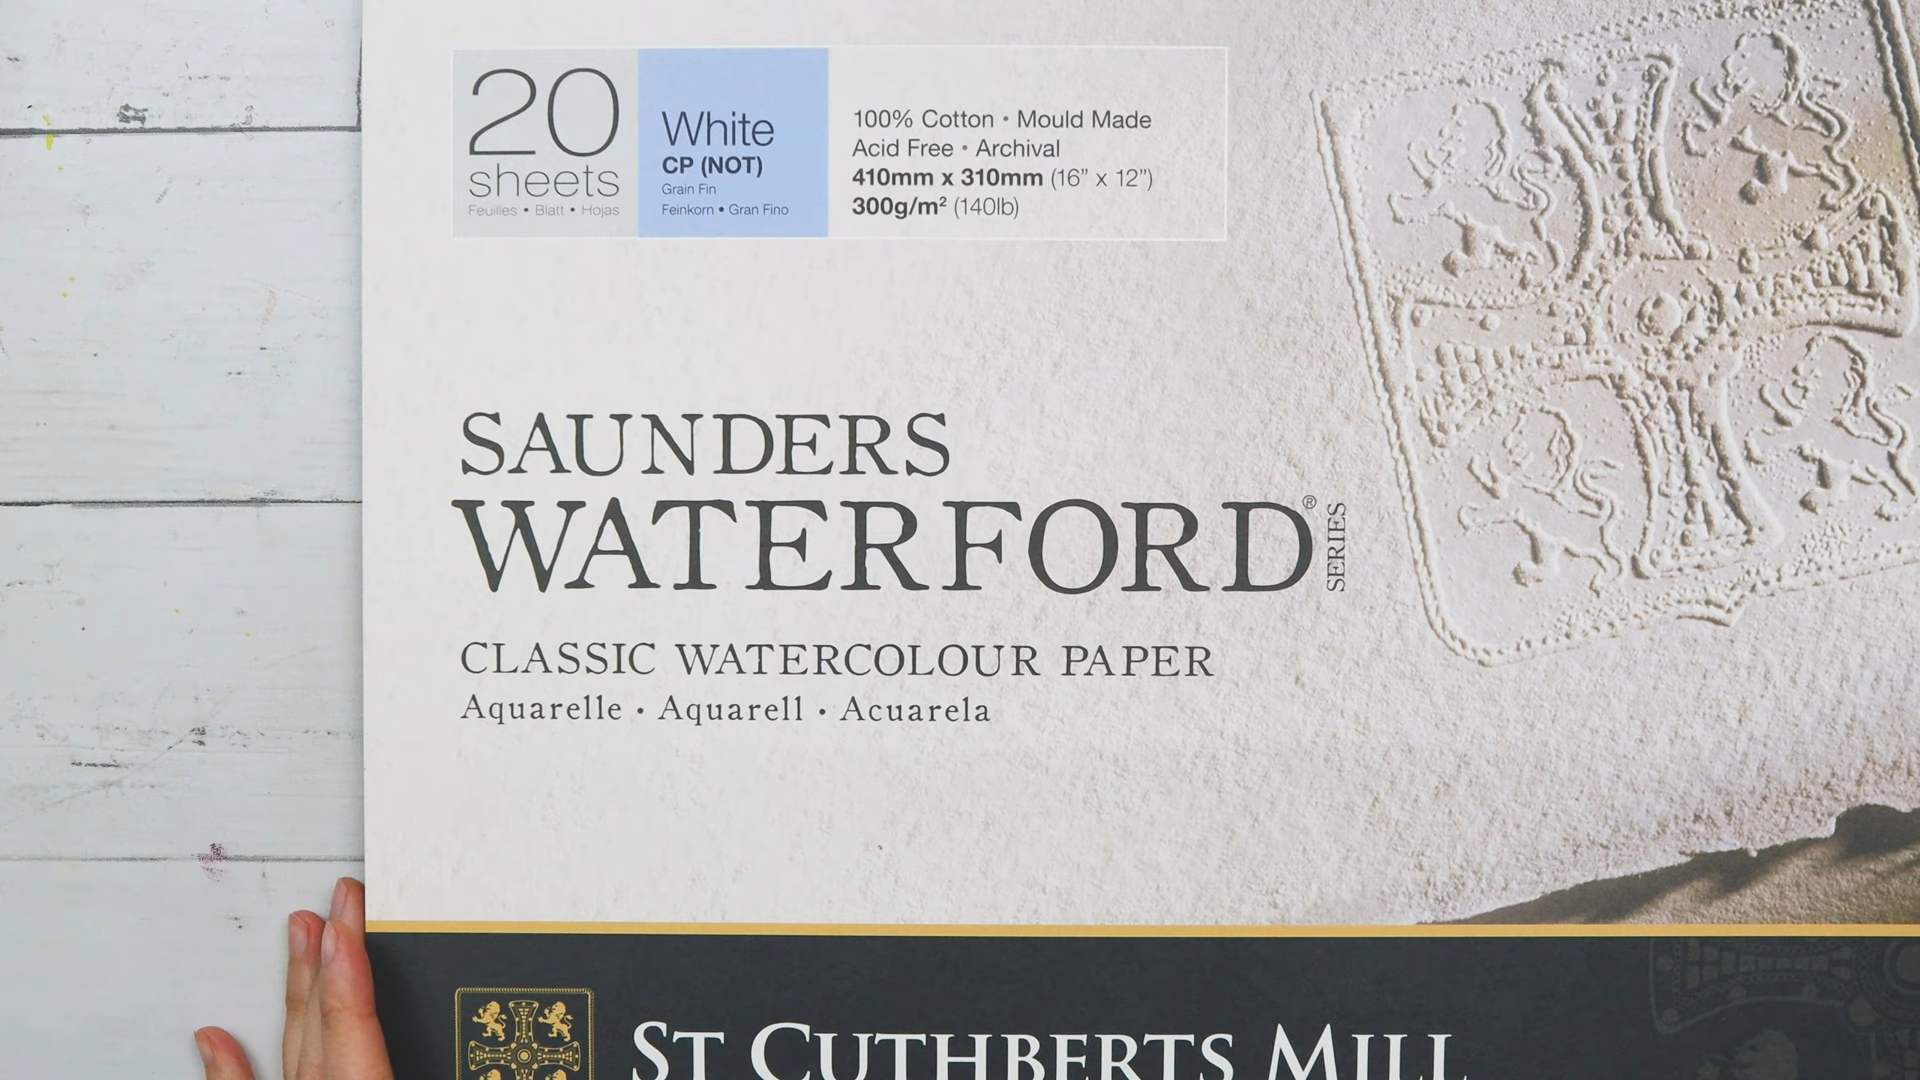 20
sheets
Feuilles • Blatt • Hojas
White
CP (NOT)
Grain Fin
Feinkorn • Gran Fino
100% Cotton • Mould Made
Acid Free • Archival
410mm x 310mm (16” x 12”)
300g/m² (140lb)
SAUNDERS
WATERFORD®
SERIES
CLASSIC WATERCOLOUR PAPER
Aquarelle • Aquarell • Acuarela
ST CUTHBERTS MILL